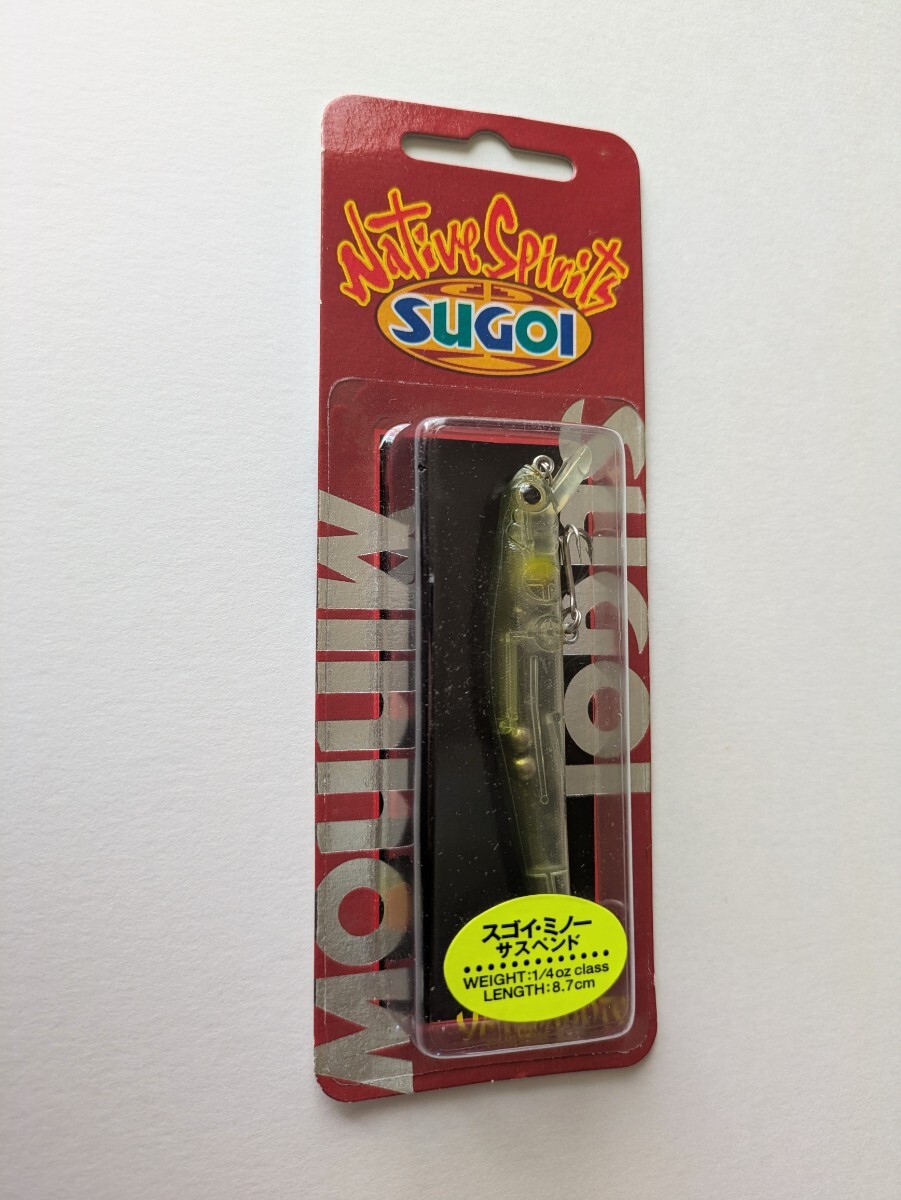 Native Spirits
SUGOI
SUGOI
Minnow
スゴイ・ミノー
サスペンド
WEIGHT:1/4oz class
LENGTH:8.7cm